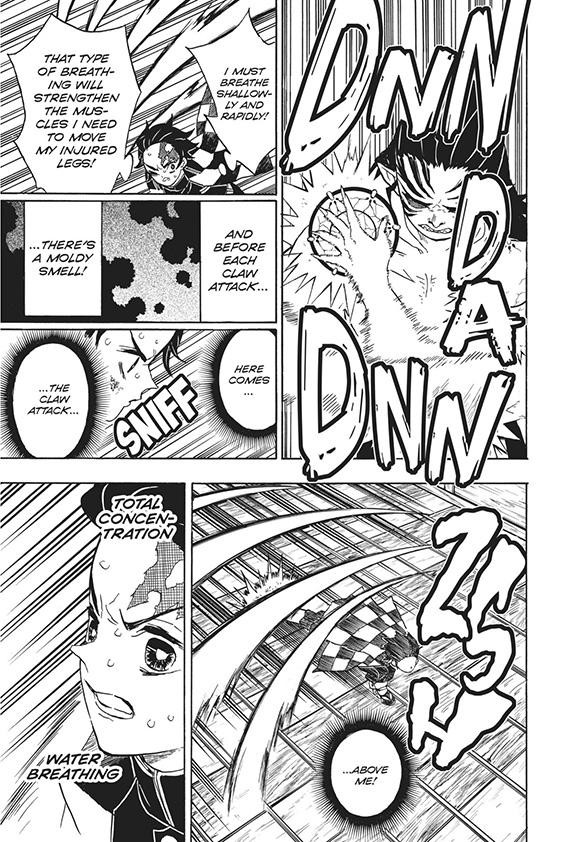 DNN
DA
DNN
I MUST
BREATHE
SHALLOW-
LY AND
RAPIDLY!
THAT TYPE
OF BREATH-
ING WILL
STRENGTHEN
THE MUS-
CLES I NEED
TO MOVE
MY INJURED
LEGS!
AND
BEFORE
EACH
CLAW
ATTACK...
...THERE'S
A MOLDY
SMELL!
HERE
COMES
...
SNIFF
...THE
CLAW
ATTACK...
ZSH
...ABOVE
ME!
TOTAL
CONCEN-
TRATION
WATER
BREATHING